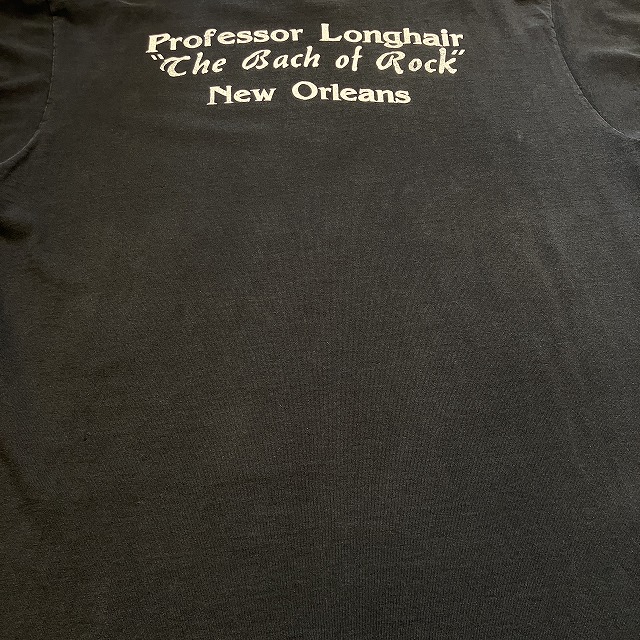 Professor Longhair
"The Bach of Rock"
New Orleans